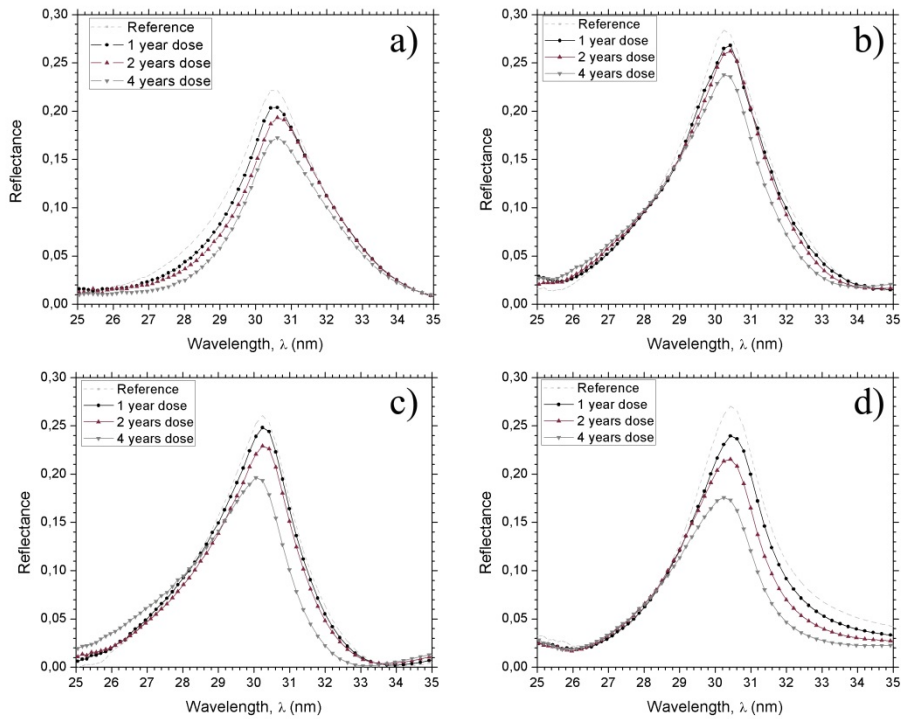 0,30
0,25
0,20
0,15
0,10
0,05
0,00
Reflectance
Reference
1 year dose
2 years dose
4 years dose
a)
25 26 27 28 29 30 31 32 33 34 35
Wavelength, λ (nm)
0,30
0,25
0,20
0,15
0,10
0,05
0,00
Reflectance
Reference
1 year dose
2 years dose
4 years dose
b)
25 26 27 28 29 30 31 32 33 34 35
Wavelength, λ (nm)
0,30
0,25
0,20
0,15
0,10
0,05
0,00
Reflectance
Reference
1 year dose
2 years dose
4 years dose
c)
25 26 27 28 29 30 31 32 33 34 35
Wavelength, λ (nm)
0,30
0,25
0,20
0,15
0,10
0,05
0,00
Reflectance
Reference
1 year dose
2 years dose
4 years dose
d)
25 26 27 28 29 30 31 32 33 34 35
Wavelength, λ (nm)